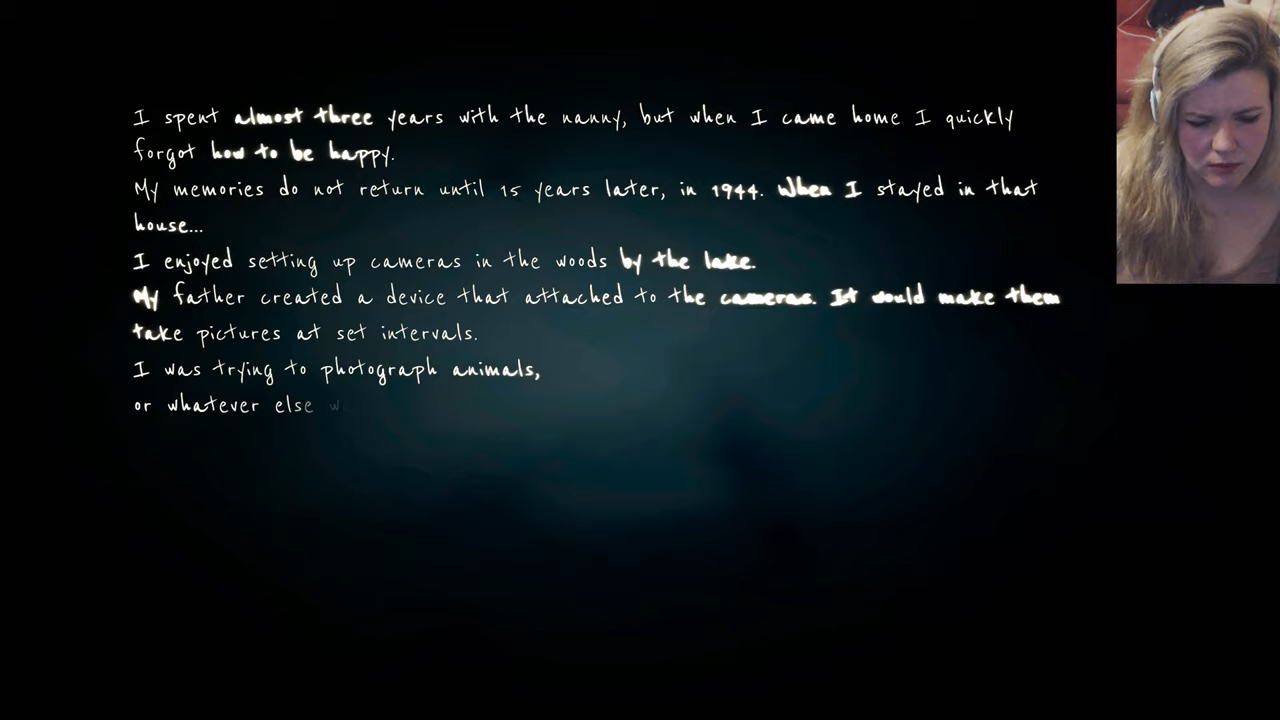 I spent almost three years with the nanny, but when I came home I quickly
forgot how to be happy.
My memories do not return until 15 years later, in 1944. When I stayed in that
house...
I enjoyed setting up cameras in the woods by the lake.
My father created a device that attached to the cameras. It would make them
take pictures at set intervals.
I was trying to photograph animals,
or whatever else